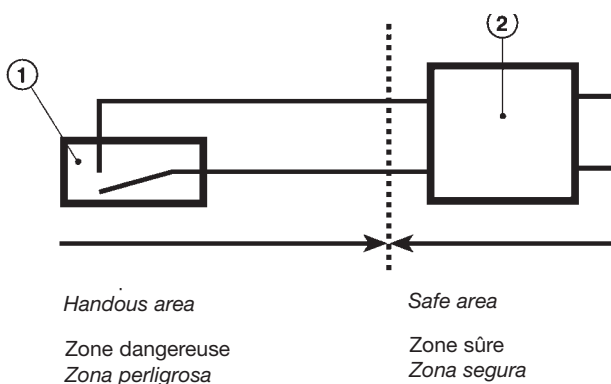 2
1
Handous area
Safe area
Zone dangereuse
Zone sûre
Zona perligrosa
Zona segura